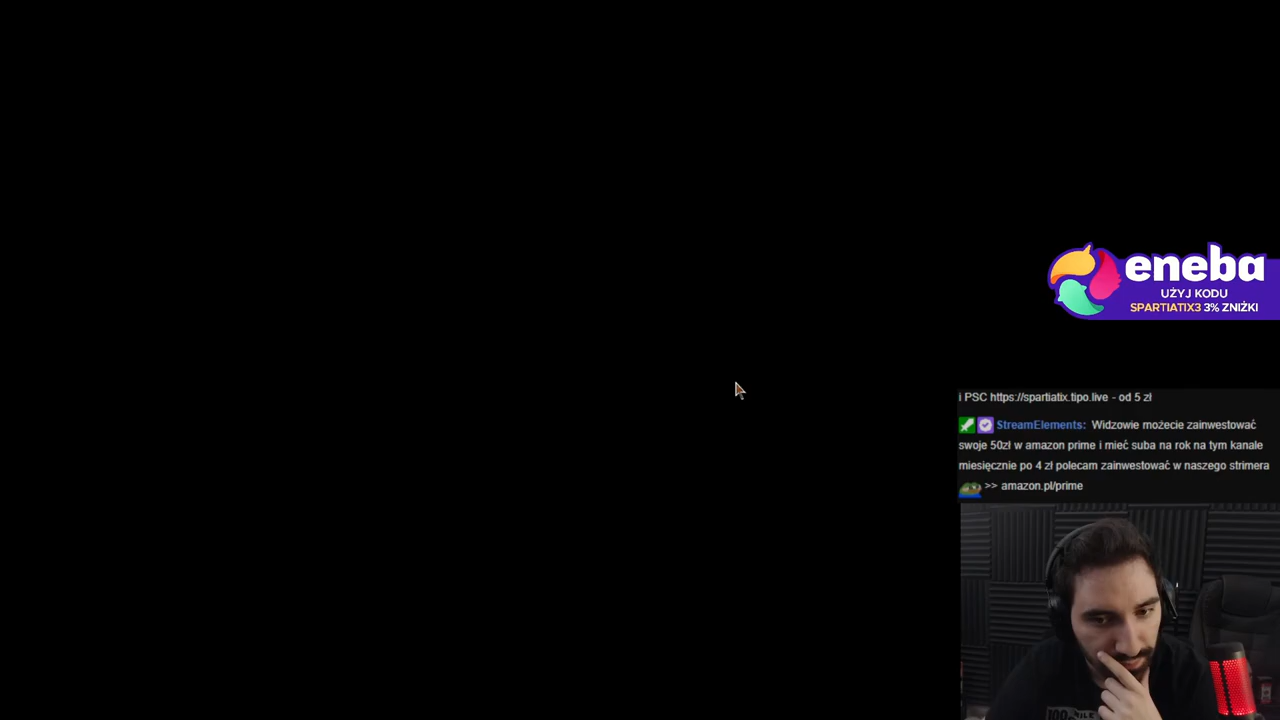 eneba
UŻYJ KODU
SPARTIATIX3 3% ZNIŻKI
i PSC https://spartiatix.tipo.live - od 5 zł
StreamElements: Widzowie możecie zainwestować
swoje 50zł w amazon prime i mieć suba na rok na tym kanale
miesięcznie po 4 zł polecam zainwestować w naszego strimera
>> amazon.pl/prime